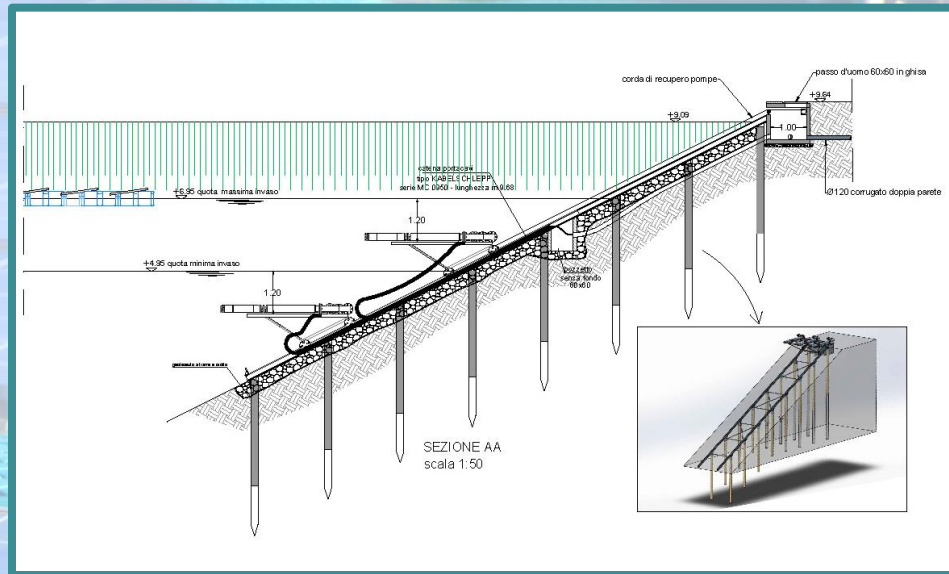 passo d'uomo 60x60 in ghisa
corda di recupero pompe
+9.64
+9.09
1.00
catena portacavi
tipo KABELSCHLEPP
serie MC 0950 - lunghezza m 9.68
+6.95 quota massima invaso
Ø120 corrugato doppia parete
1.20
+4.95 quota minima invaso
pozzetto
senza fondo
60x60
1.20
SEZIONE AA
scala 1:50